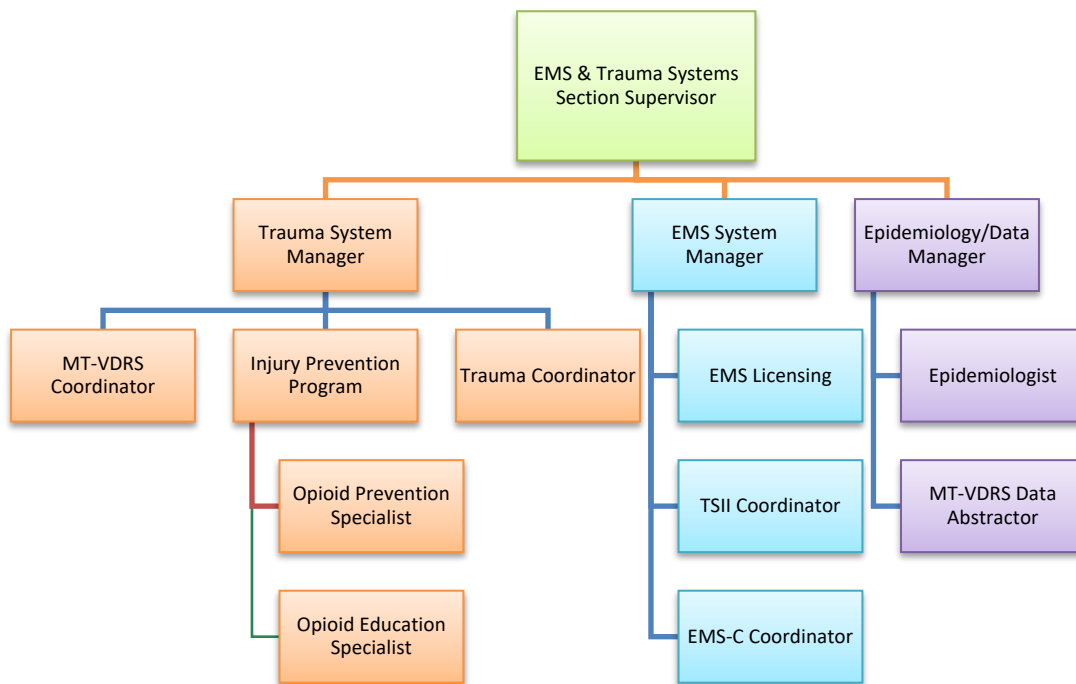 EMS & Trauma Systems
Section Supervisor
Trauma System
Manager
EMS System
Manager
Epidemiology/Data
Manager
MT-VDRS
Coordinator
Injury Prevention
Program
Trauma Coordinator
EMS Licensing
Epidemiologist
Opioid Prevention
Specialist
TSII Coordinator
MT-VDRS Data
Abstractor
Opioid Education
Specialist
EMS-C Coordinator